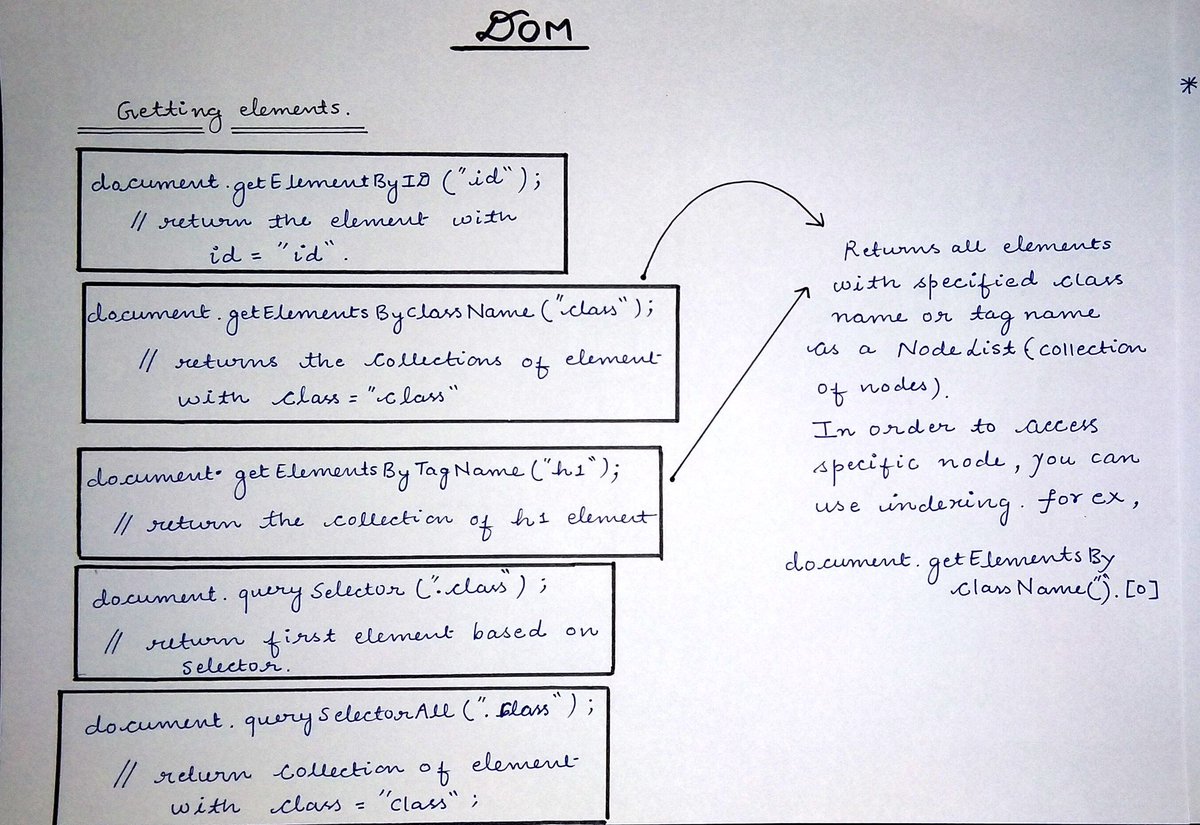 DOM
*
Getting elements.
document.getElementByID ("id");
// return the element with
id = "id".
document.getElementsByClassName ("class");
// returns the collections of element
with class = "class"
document. getElementsByTagName ("h1");
// return the collection of h1 element
document. querySelector (".class");
// return first element based on
selector.
document. querySelectorAll (".class");
// return collection of element
with class = "class" ;
Returns all elements
with specified class
name or tag name
as a NodeList (collection
of nodes).
In order to access
specific node, you can
use indexing. for ex,
document. getElementsBy
className(").[0]